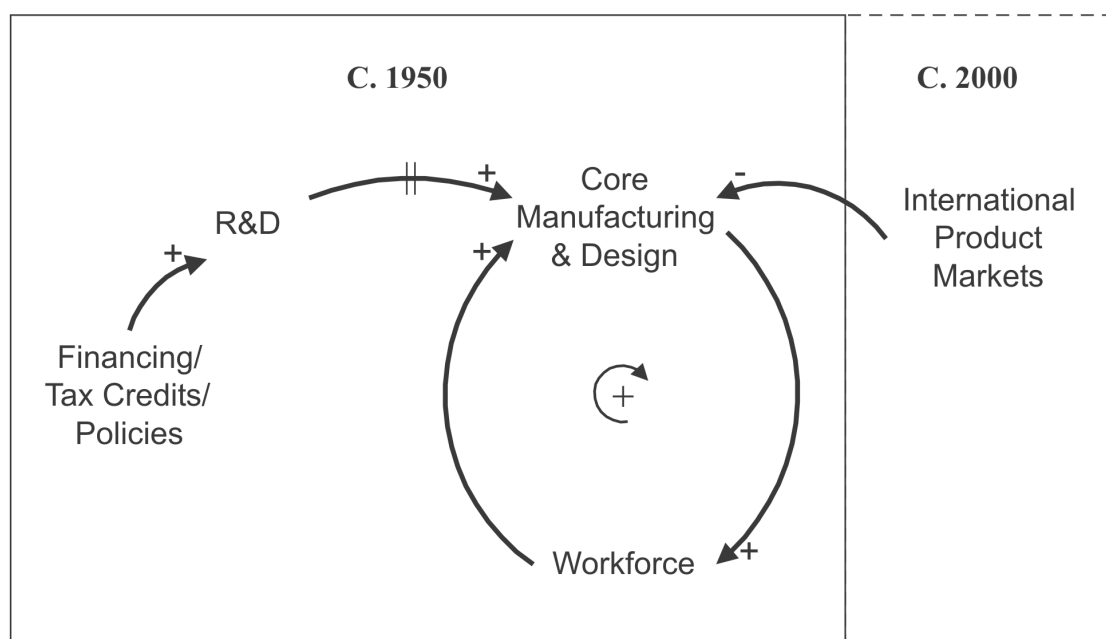 C. 1950
C. 2000
+
Core
Manufacturing
& Design
-
International
Product
Markets
R&D
+
+
Financing/
Tax Credits/
Policies
+
Workforce
+